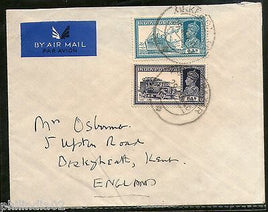 BY AIR MAIL
PAR AVION
INDIA POSTAGE
INDIA POSTAGE
Mrs Osborne
5 Upton Road
Bexleyheath, Kent.
ENGLAND